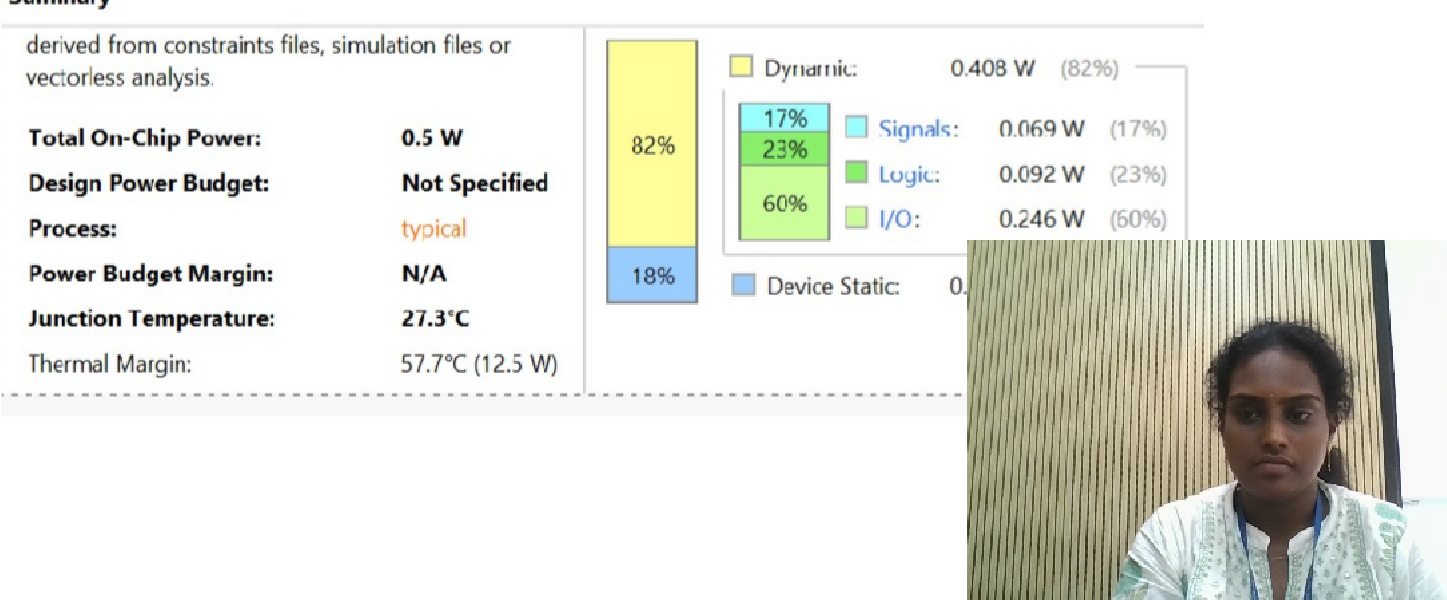 Summary
derived from constraints files, simulation files or
vectorless analysis.
Total On-Chip Power: 0.5 W
Design Power Budget: Not Specified
Process: typical
Power Budget Margin: N/A
Junction Temperature: 27.3°C
Thermal Margin: 57.7°C (12.5 W)
82%
18%
Dynamic: 0.408 W (82%)
17% Signals: 0.069 W (17%)
23% Logic: 0.092 W (23%)
60% I/O: 0.246 W (60%)
Device Static: 0.